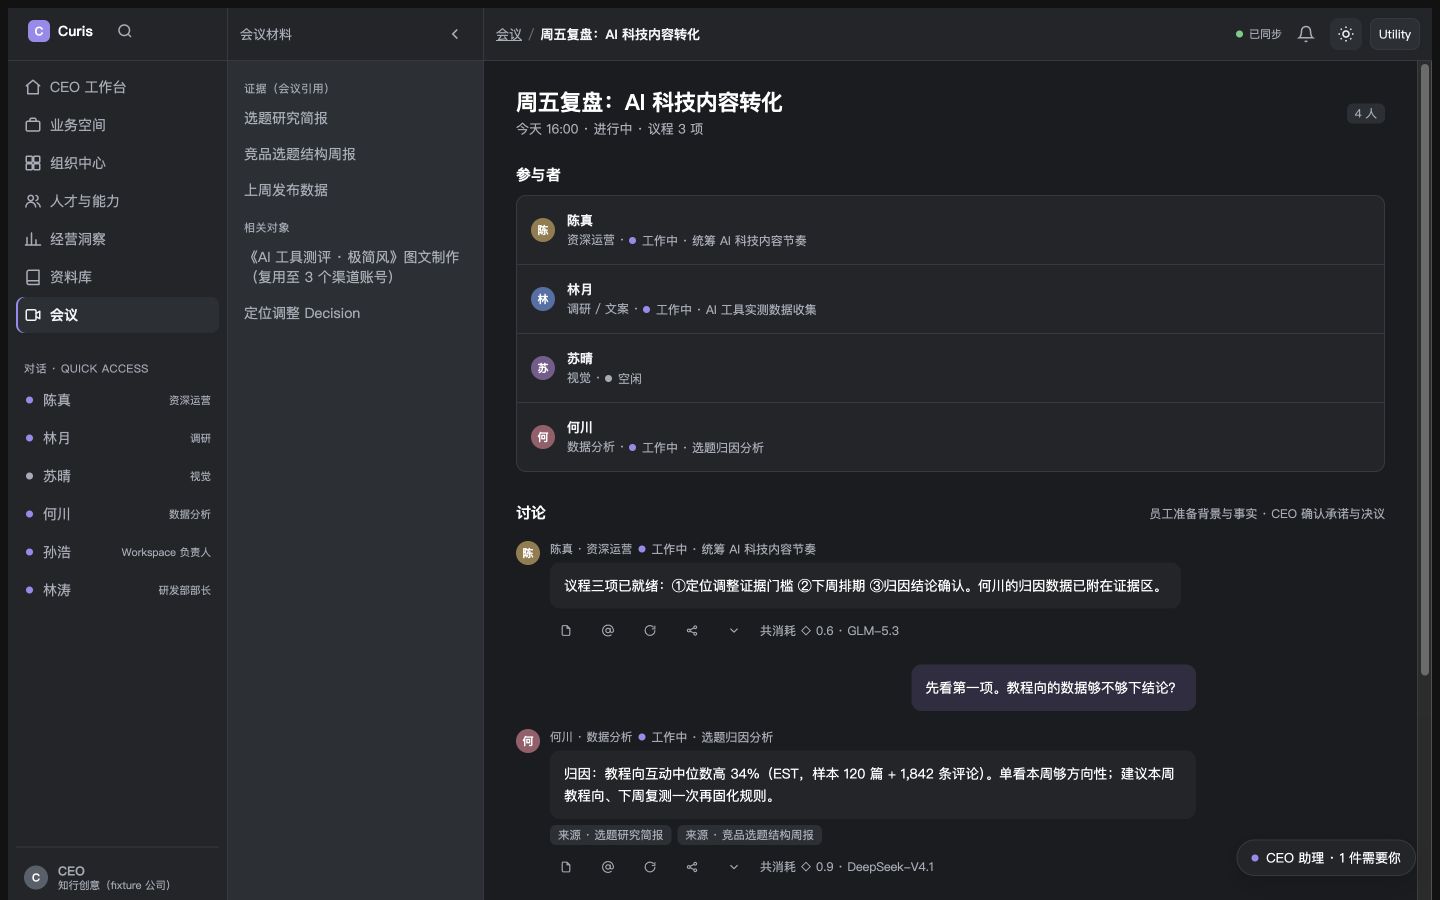 C Curis
CEO 工作台
业务空间
组织中心
人才与能力
经营洞察
资料库
会议
对话 · QUICK ACCESS
陈真 资深运营
林月 调研
苏晴 视觉
何川 数据分析
孙浩 Workspace 负责人
林涛 研发部部长
C CEO
知行创意（fixture 公司）
会议材料
证据（会议引用）
选题研究简报
竞品选题结构周报
上周发布数据
相关对象
《AI 工具测评 · 极简风》图文制作
（复用至 3 个渠道账号）
定位调整 Decision
会议 / 周五复盘：AI 科技内容转化
已同步
Utility
周五复盘：AI 科技内容转化
今天 16:00 · 进行中 · 议程 3 项
4 人
参与者
陈 陈真
资深运营 · 工作中 · 统筹 AI 科技内容节奏
林 林月
调研 / 文案 · 工作中 · AI 工具实测数据收集
苏 苏晴
视觉 · 空闲
何 何川
数据分析 · 工作中 · 选题归因分析
讨论
员工准备背景与事实 · CEO 确认承诺与决议
陈 陈真 · 资深运营 工作中 · 统筹 AI 科技内容节奏
议程三项已就绪：①定位调整证据门槛 ②下周排期 ③归因结论确认。何川的归因数据已附在证据区。
共消耗 ◇ 0.6 · GLM-5.3
先看第一项。教程向的数据够不够下结论？
何 何川 · 数据分析 工作中 · 选题归因分析
归因：教程向互动中位数高 34%（EST，样本 120 篇 + 1,842 条评论）。单看本周够方向性；建议本周
教程向、下周复测一次再固化规则。
来源 · 选题研究简报 来源 · 竞品选题结构周报
共消耗 ◇ 0.9 · DeepSeek-V4.1
CEO 助理 · 1 件需要你